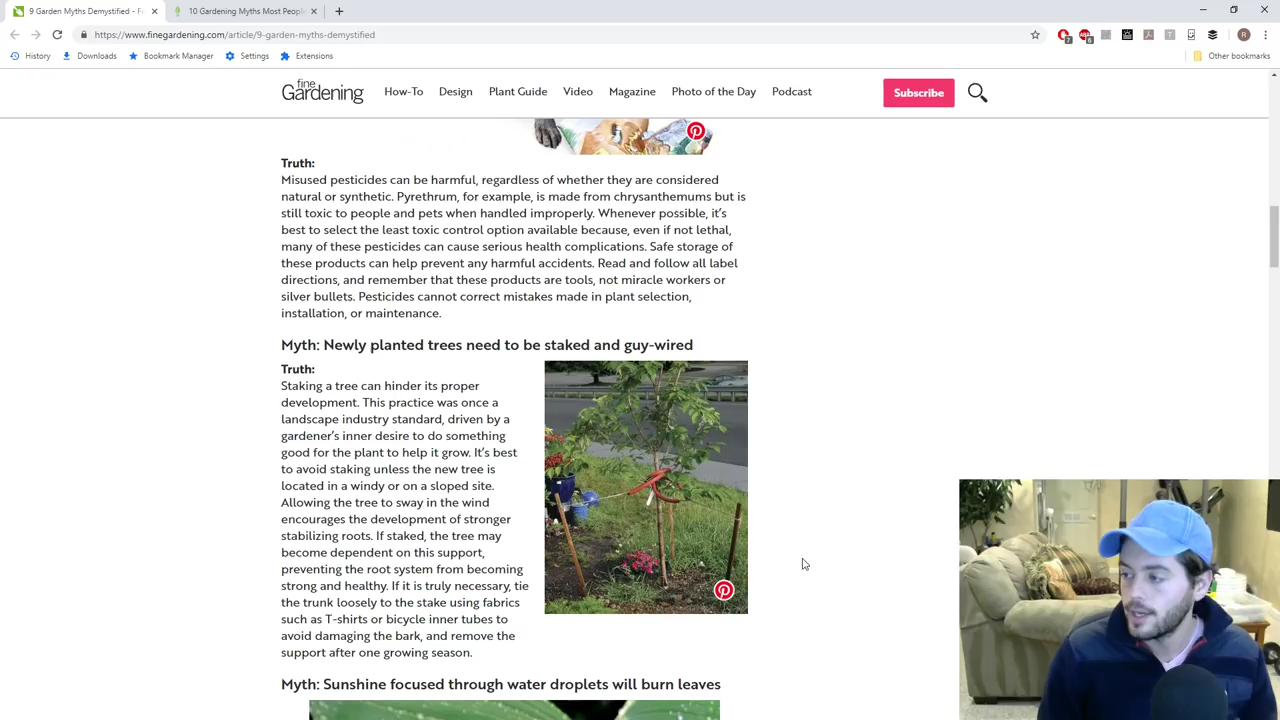 9 Garden Myths Demystified - F
10 Gardening Myths Most People
https://www.finegardening.com/article/9-garden-myths-demystified
7
6
R
History
Downloads
Bookmark Manager
Settings
Extensions
Other bookmarks
fine
Gardening
How-To
Design
Plant Guide
Video
Magazine
Photo of the Day
Podcast
Subscribe
Truth:
Misused pesticides can be harmful, regardless of whether they are considered
natural or synthetic. Pyrethrum, for example, is made from chrysanthemums but is
still toxic to people and pets when handled improperly. Whenever possible, it's
best to select the least toxic control option available because, even if not lethal,
many of these pesticides can cause serious health complications. Safe storage of
these products can help prevent any harmful accidents. Read and follow all label
directions, and remember that these products are tools, not miracle workers or
silver bullets. Pesticides cannot correct mistakes made in plant selection,
installation, or maintenance.
Myth: Newly planted trees need to be staked and guy-wired
Truth:
Staking a tree can hinder its proper
development. This practice was once a
landscape industry standard, driven by a
gardener's inner desire to do something
good for the plant to help it grow. It's best
to avoid staking unless the new tree is
located in a windy or on a sloped site.
Allowing the tree to sway in the wind
encourages the development of stronger
stabilizing roots. If staked, the tree may
become dependent on this support,
preventing the root system from becoming
strong and healthy. If it is truly necessary, tie
the trunk loosely to the stake using fabrics
such as T-shirts or bicycle inner tubes to
avoid damaging the bark, and remove the
support after one growing season.
Myth: Sunshine focused through water droplets will burn leaves